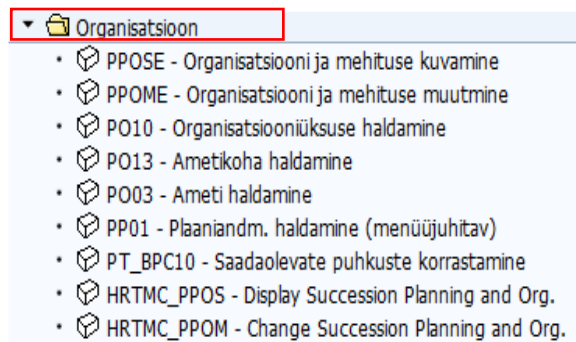 Organisatsioon
PPOSE - Organisatsiooni ja mehituse kuvamine
PPOME - Organisatsiooni ja mehituse muutmine
PO10 - Organisatsiooniüksuse haldamine
PO13 - Ametikoha haldamine
PO03 - Ameti haldamine
PP01 - Plaaniandm. haldamine (menüüjuhitav)
PT_BPC10 - Saadaolevate puhkuste korrastamine
HRTMC_PPOS - Display Succession Planning and Org.
HRTMC_PPOM - Change Succession Planning and Org.